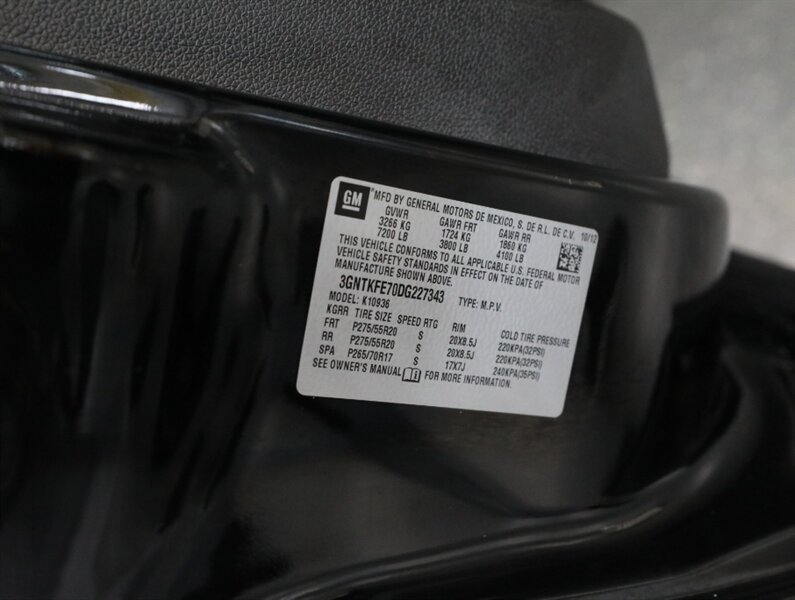 GM ®MFD BY GENERAL MOTORS DE MEXICO, S. DE R.L. DE C.V. 10/12
GVWR GAWR FRT GAWR RR
3266 KG 1724 KG 1860 KG
7200 LB 3800 LB 4100 LB
THIS VEHICLE CONFORMS TO ALL APPLICABLE U.S. FEDERAL MOTOR
VEHICLE SAFETY STANDARDS IN EFFECT ON THE DATE OF
MANUFACTURE SHOWN ABOVE.
3GNTKFE70DG227343 TYPE: M.P.V.
MODEL: K10936
KGRR TIRE SIZE SPEED RTG RIM COLD TIRE PRESSURE
FRT P275/55R20 S 20X8.5J 220KPA(32PSI)
RR P275/55R20 S 20X8.5J 220KPA(32PSI)
SPA P265/70R17 S 17X7J 240KPA(35PSI)
SEE OWNER'S MANUAL FOR MORE INFORMATION.